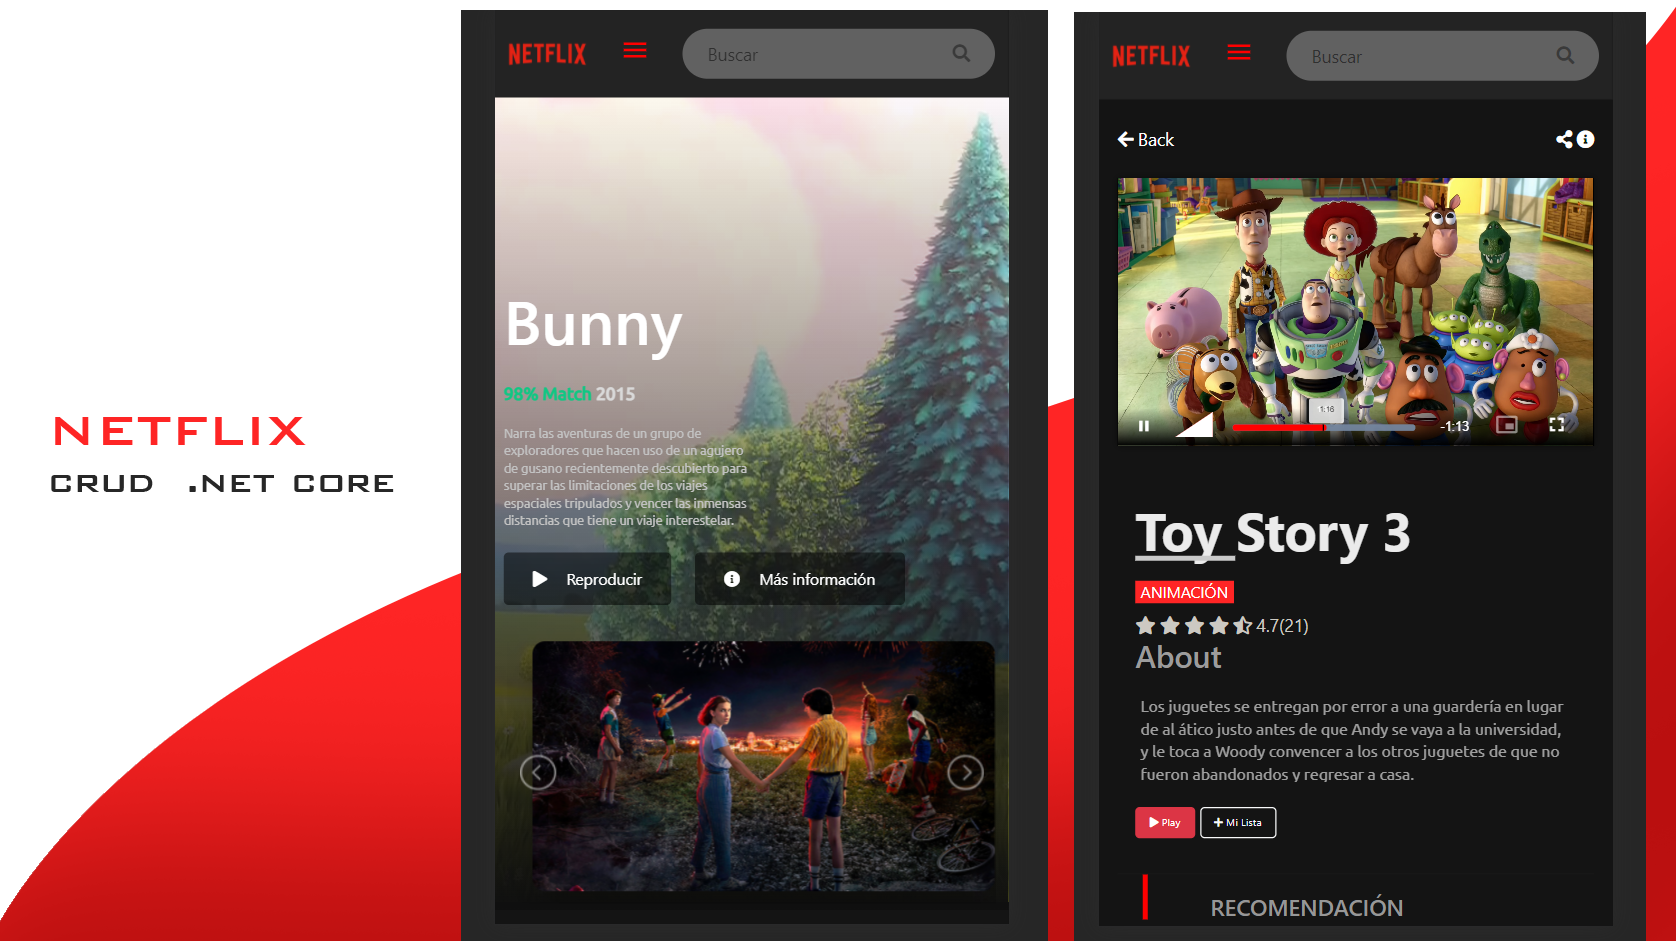 NETFLIX
CRUD .NET CORE
NETFLIX
Buscar
Bunny
98% Match 2015
Narra las aventuras de un grupo de
exploradores que hacen uso de un agujero
de gusano recientemente descubierto para
superar las limitaciones de los viajes
espaciales tripulados y vencer las inmensas
distancias que tiene un viaje interestelar.
Reproducir
Más información
NETFLIX
Buscar
Back
1:16
-1:13
Toy Story 3
ANIMACIÓN
4.7(21)
About
Los juguetes se entregan por error a una guardería en lugar
de al ático justo antes de que Andy se vaya a la universidad,
y le toca a Woody convencer a los otros juguetes de que no
fueron abandonados y regresar a casa.
Play
Mi Lista
RECOMENDACIÓN